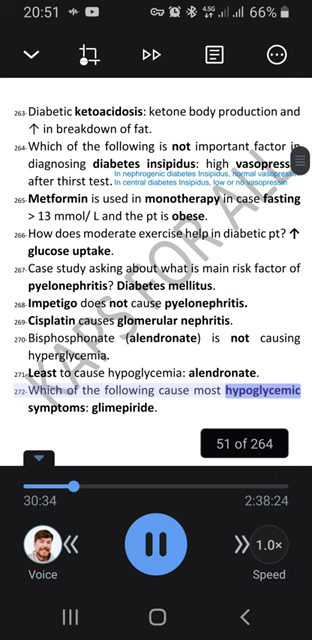 20:51
4.5G
66%
263- Diabetic ketoacidosis: ketone body production and
↑ in breakdown of fat.
264- Which of the following is not important factor in
diagnosing diabetes insipidus: high vasopress
after thirst test. In nephrogenic diabetes Insipidus, normal vasopressin
In central diabetes Insipidus, low or no vasopressin
265- Metformin is used in monotherapy in case fasting
> 13 mmol/ L and the pt is obese.
266- How does moderate exercise help in diabetic pt? ↑
glucose uptake.
267- Case study asking about what is main risk factor of
pyelonephritis? Diabetes mellitus.
268- Impetigo does not cause pyelonephritis.
269- Cisplatin causes glomerular nephritis.
270- Bisphosphonate (alendronate) is not causing
hyperglycemia.
271- Least to cause hypoglycemia: alendronate.
272- Which of the following cause most hypoglycemic
symptoms: glimepiride.
KAPS FOR ALL
51 of 264
30:34
2:38:24
1.0×
Voice
Speed